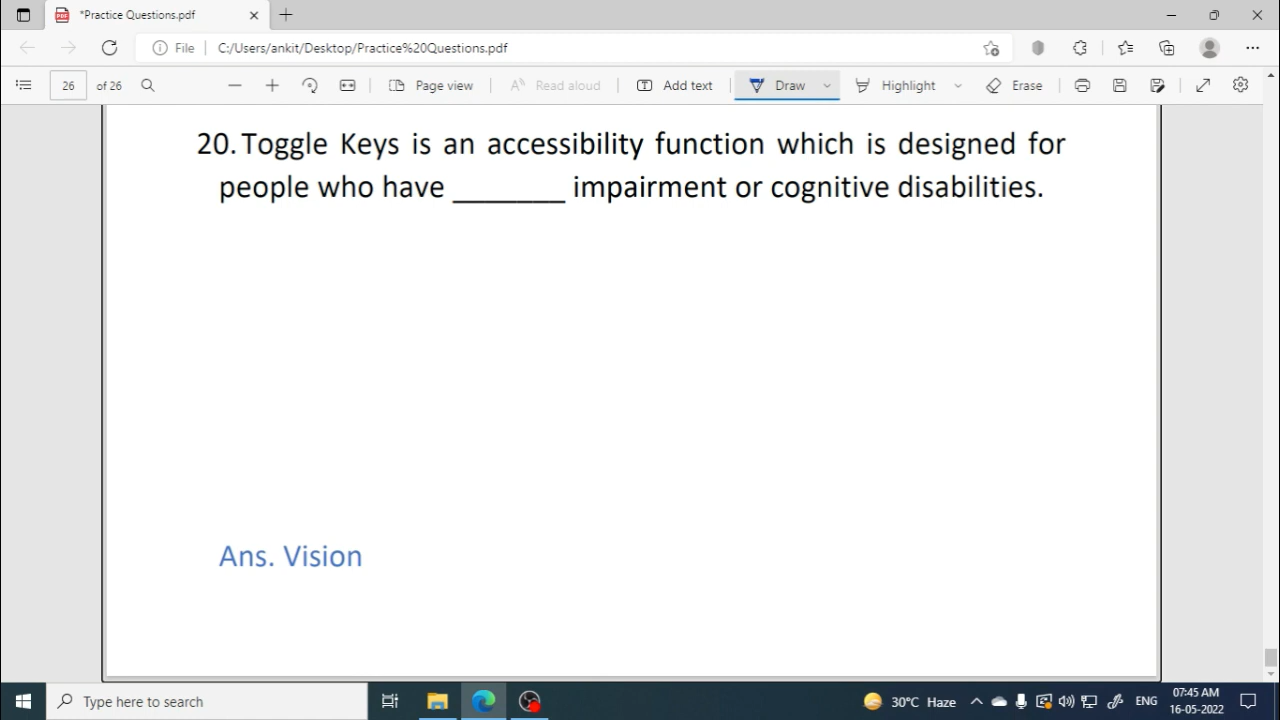 *Practice Questions.pdf
File C:/Users/ankit/Desktop/Practice%20Questions.pdf
26 of 26 Page view Read aloud Add text Draw Highlight Erase
20. Toggle Keys is an accessibility function which is designed for
people who have _______ impairment or cognitive disabilities.
Ans. Vision
Type here to search 30°C Haze ENG 07:45 AM
16-05-2022